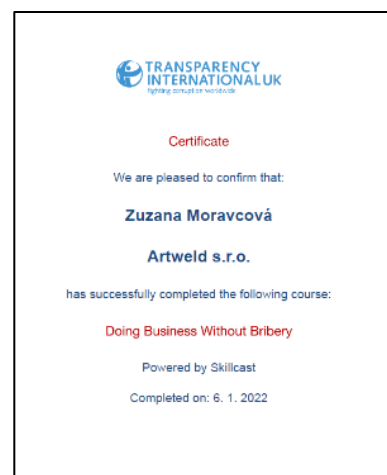 TRANSPARENCY
INTERNATIONAL UK
fighting corruption worldwide
Certificate
We are pleased to confirm that:
Zuzana Moravcová
Artweld s.r.o.
has successfully completed the following course:
Doing Business Without Bribery
Powered by Skillcast
Completed on: 6. 1. 2022